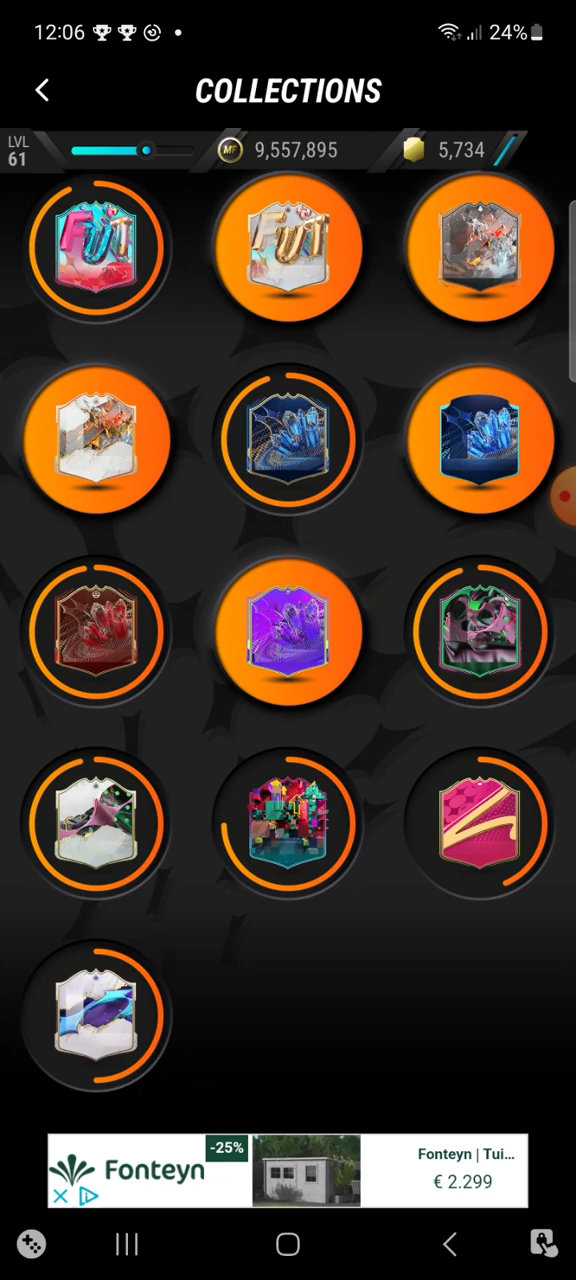 12:06
24%
COLLECTIONS
LVL
61
MF
9,557,895
5,734
FUT
FUT
-25%
Fonteyn
Fonteyn | Tui...
€ 2.299